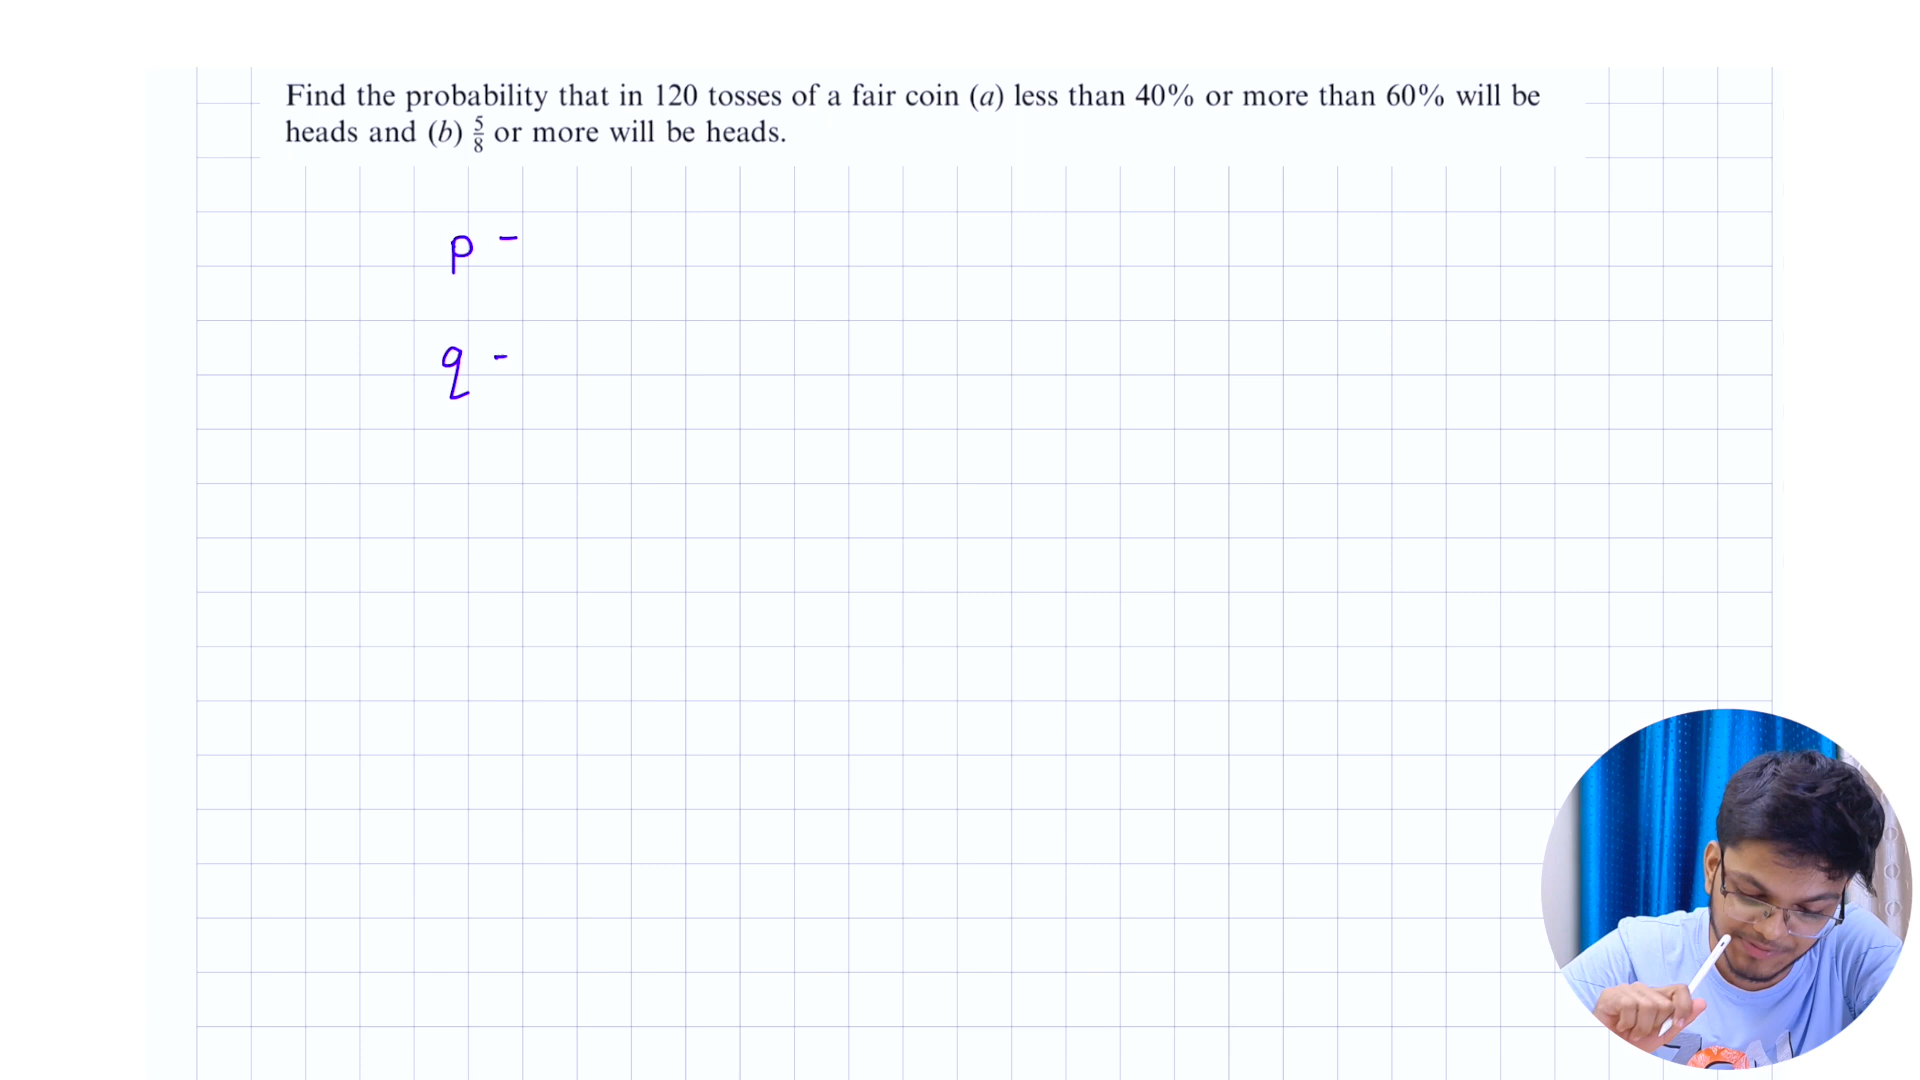 Find the probability that in 120 tosses of a fair coin (a) less than 40% or more than 60% will be
heads and (b) 5/8 or more will be heads.
p -
q -